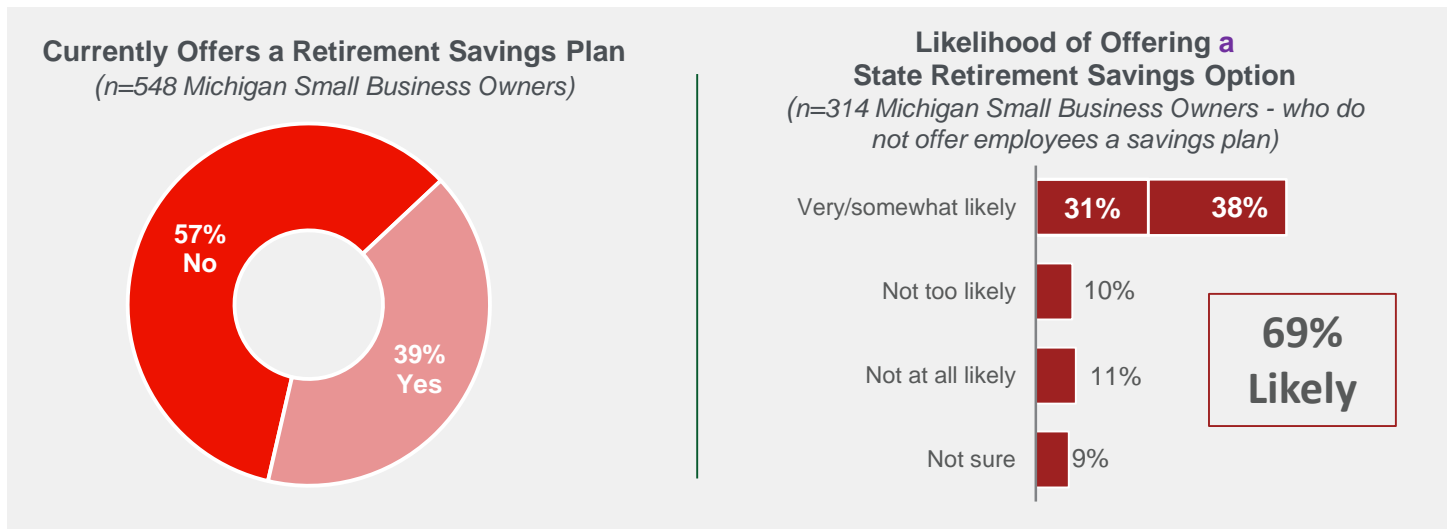 Currently Offers a Retirement Savings Plan
(n=548 Michigan Small Business Owners)
57%
No
39%
Yes
Likelihood of Offering a
State Retirement Savings Option
(n=314 Michigan Small Business Owners - who do
not offer employees a savings plan)
Very/somewhat likely 31% 38%
Not too likely 10%
Not at all likely 11%
Not sure 9%
69%
Likely